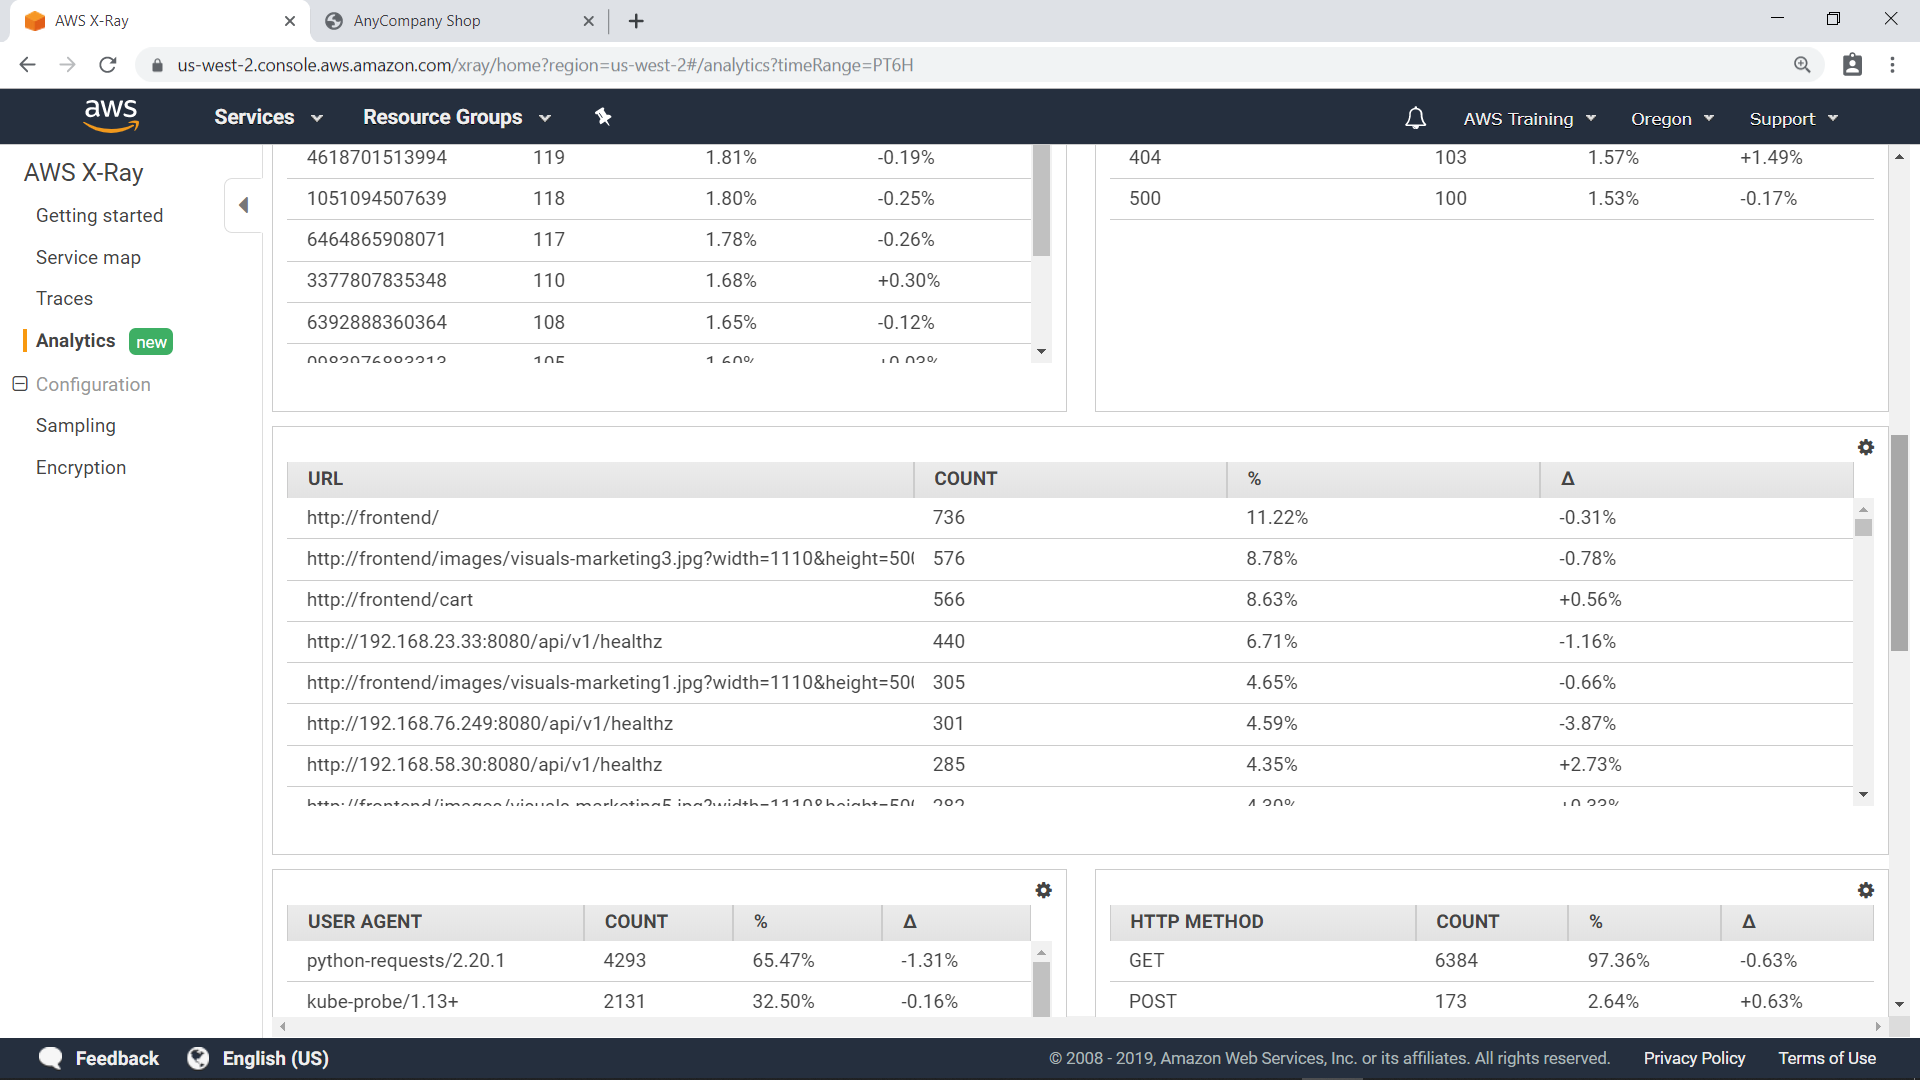 AWS X-Ray
AnyCompany Shop
us-west-2.console.aws.amazon.com/xray/home?region=us-west-2#/analytics?timeRange=PT6H
aws
Services
Resource Groups
AWS Training
Oregon
Support
AWS X-Ray
Getting started
Service map
Traces
Analytics new
Configuration
Sampling
Encryption
4618701513994 119 1.81% -0.19%
1051094507639 118 1.80% -0.25%
6464865908071 117 1.78% -0.26%
3377807835348 110 1.68% +0.30%
6392888360364 108 1.65% -0.12%
404 103 1.57% +1.49%
500 100 1.53% -0.17%
URL COUNT % Δ
http://frontend/ 736 11.22% -0.31%
http://frontend/images/visuals-marketing3.jpg?width=1110&height=50 576 8.78% -0.78%
http://frontend/cart 566 8.63% +0.56%
http://192.168.23.33:8080/api/v1/healthz 440 6.71% -1.16%
http://frontend/images/visuals-marketing1.jpg?width=1110&height=50 305 4.65% -0.66%
http://192.168.76.249:8080/api/v1/healthz 301 4.59% -3.87%
http://192.168.58.30:8080/api/v1/healthz 285 4.35% +2.73%
USER AGENT COUNT % Δ
python-requests/2.20.1 4293 65.47% -1.31%
kube-probe/1.13+ 2131 32.50% -0.16%
HTTP METHOD COUNT % Δ
GET 6384 97.36% -0.63%
POST 173 2.64% +0.63%
Feedback
English (US)
© 2008 - 2019, Amazon Web Services, Inc. or its affiliates. All rights reserved.
Privacy Policy
Terms of Use